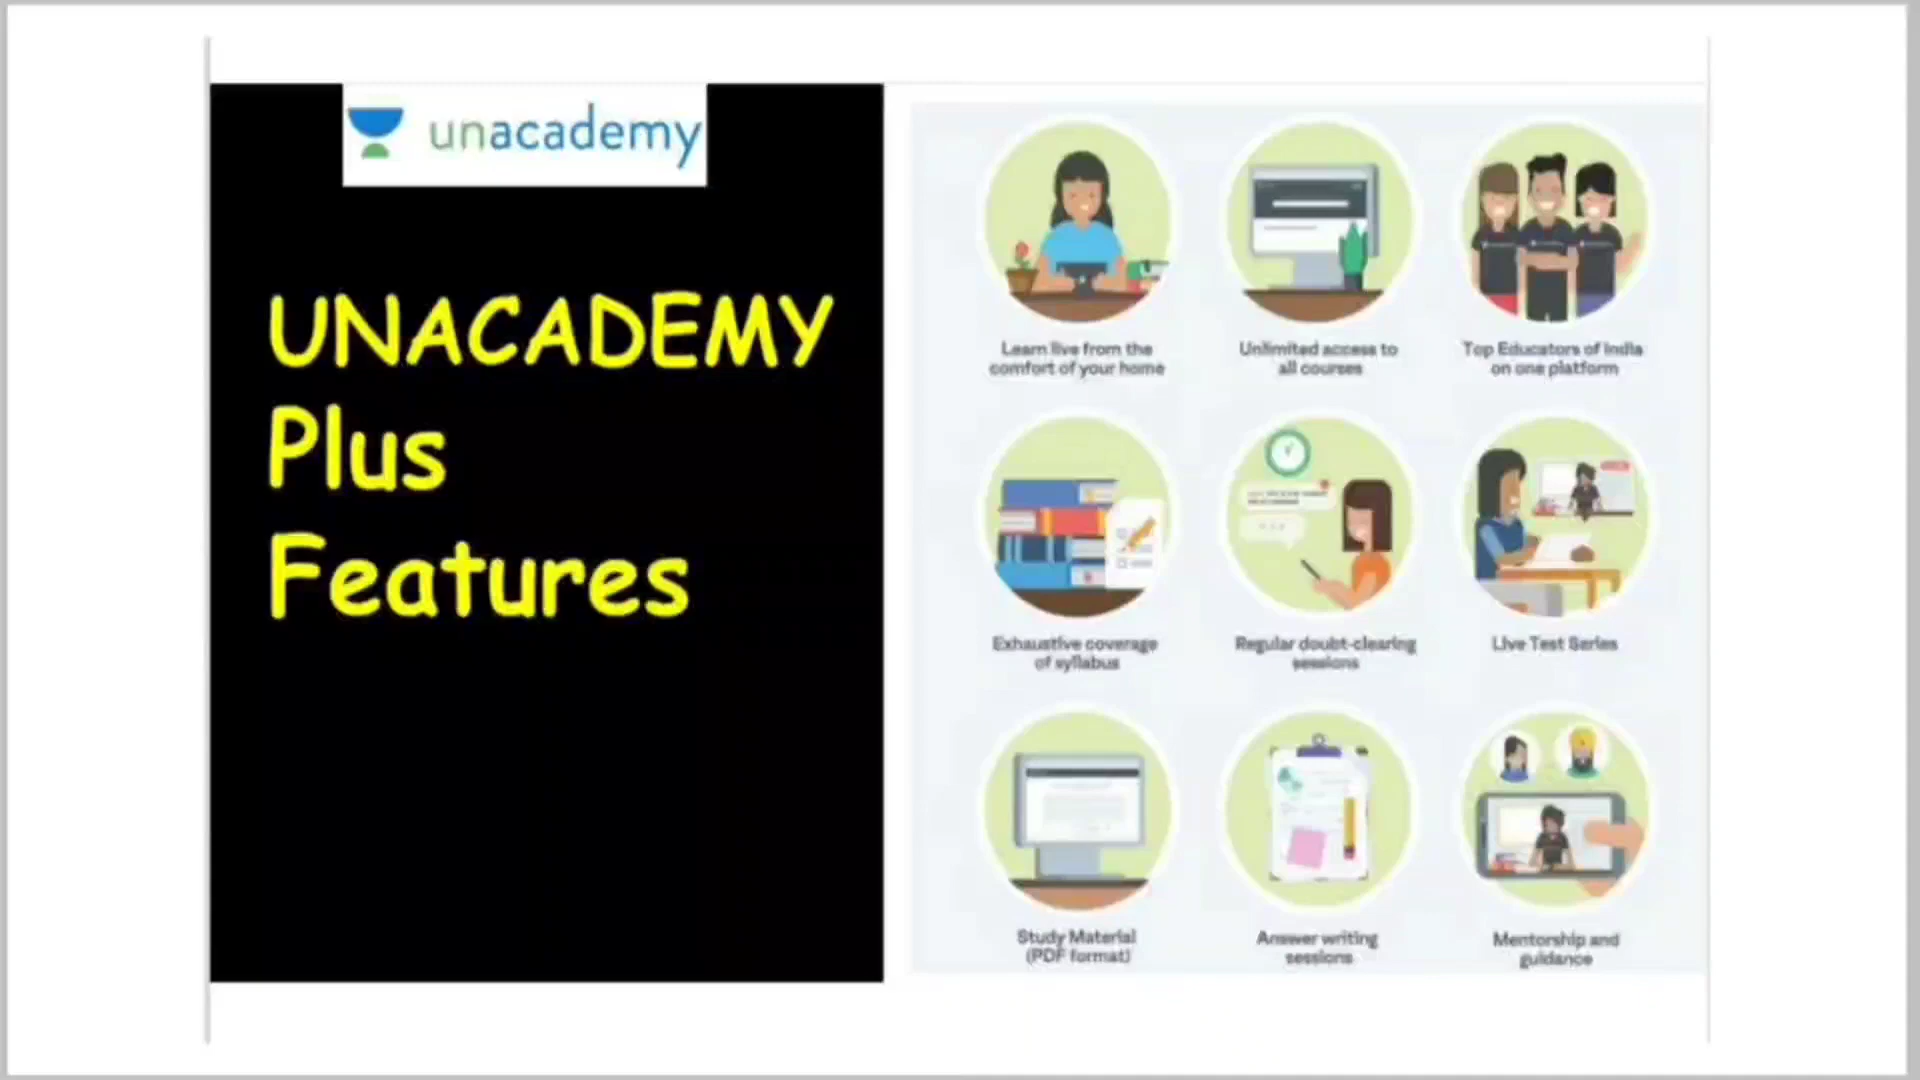 unacademy
UNACADEMY
Plus
Features
Learn live from the
comfort of your home
Unlimited access to
all courses
Top Educators of India
on one platform
Exhaustive coverage
of syllabus
Regular doubt-clearing
sessions
Live Test Series
Study Material
(PDF format)
Answer writing
sessions
Mentorship and
guidance